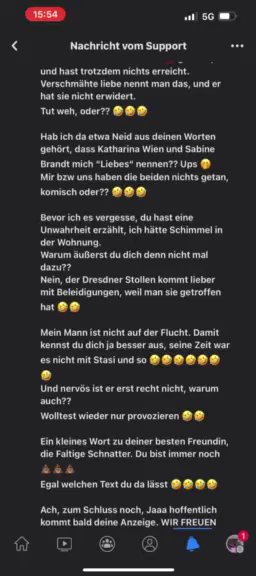 15:54
5G
Nachricht vom Support
und hast trotzdem nichts erreicht.
Verschmähte liebe nennt man das, und er
hat sie nicht erwidert.
Tut weh, oder?? 🤣🤣🤣
Hab ich da etwa Neid aus deinen Worten
gehört, dass Katharina Wien und Sabine
Brandt mich “Liebes“ nennen?? Ups 🤭
Mir bzw uns haben die beiden nichts getan,
komisch oder?? 🤣🤣🤣
Bevor ich es vergesse, du hast eine
Unwahrheit erzählt, ich hätte Schimmel in
der Wohnung.
Warum äußerst du dich denn nicht mal
dazu??
Nein, der Dresdner Stollen kommt lieber
mit Beleidigungen, weil man sie getroffen
hat 🤣🤣
Mein Mann ist nicht auf der Flucht. Damit
kennst du dich ja besser aus, seine Zeit war
es nicht mit Stasi und so 🤣🤣🤣🤣🤣🤣
🤣
Und nervös ist er erst recht nicht, warum
auch??
Wolltest wieder nur provozieren 🤣🤣
Ein kleines Wort zu deiner besten Freundin,
die Faltige Schnatter. Du bist immer noch
💩💩💩
Egal welchen Text du da lässt 🤣🤣🤣🤣
Ach, zum Schluss noch, Jaaa hoffentlich
kommt bald deine Anzeige. WIR FREUEN
1